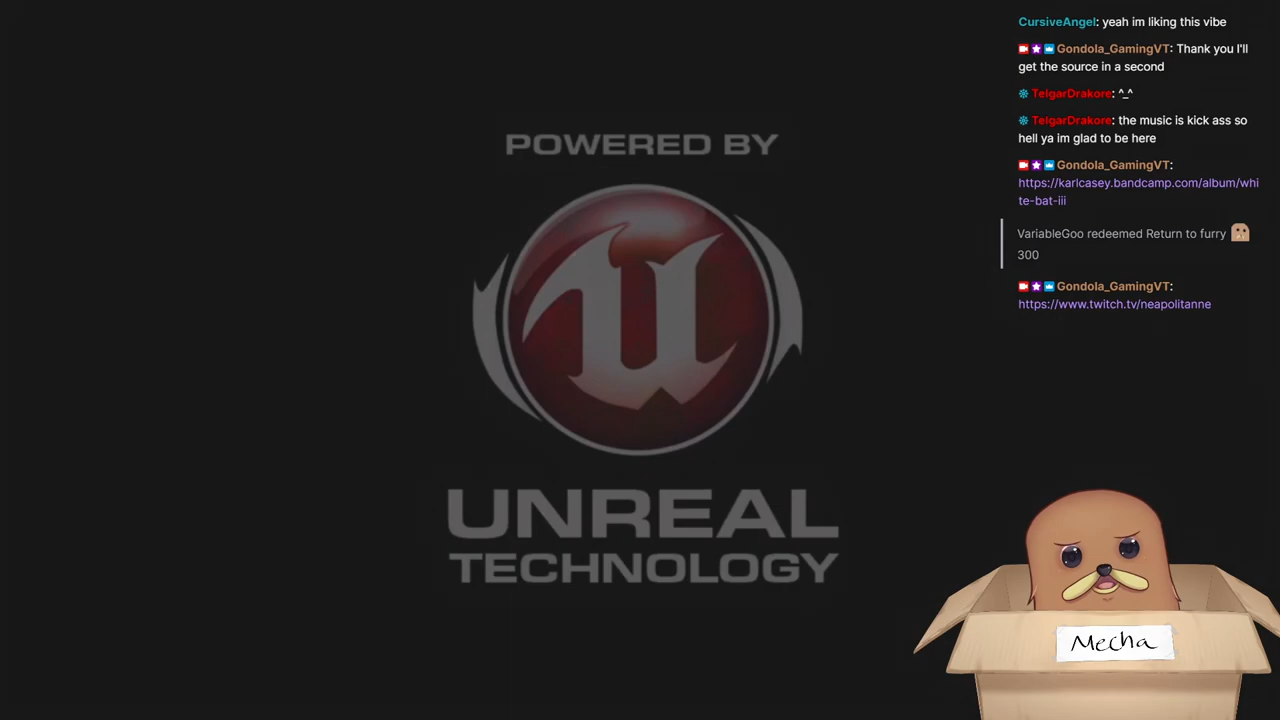 POWERED BY
UNREAL
TECHNOLOGY
CursiveAngel: yeah im liking this vibe
Gondola_GamingVT: Thank you I'll
get the source in a second
TelgarDrakore: ^_^
TelgarDrakore: the music is kick ass so
hell ya im glad to be here
Gondola_GamingVT:
https://karlcasey.bandcamp.com/album/whi
te-bat-iii
VariableGoo redeemed Return to furry
300
Gondola_GamingVT:
https://www.twitch.tv/neapolitanne
Mecha